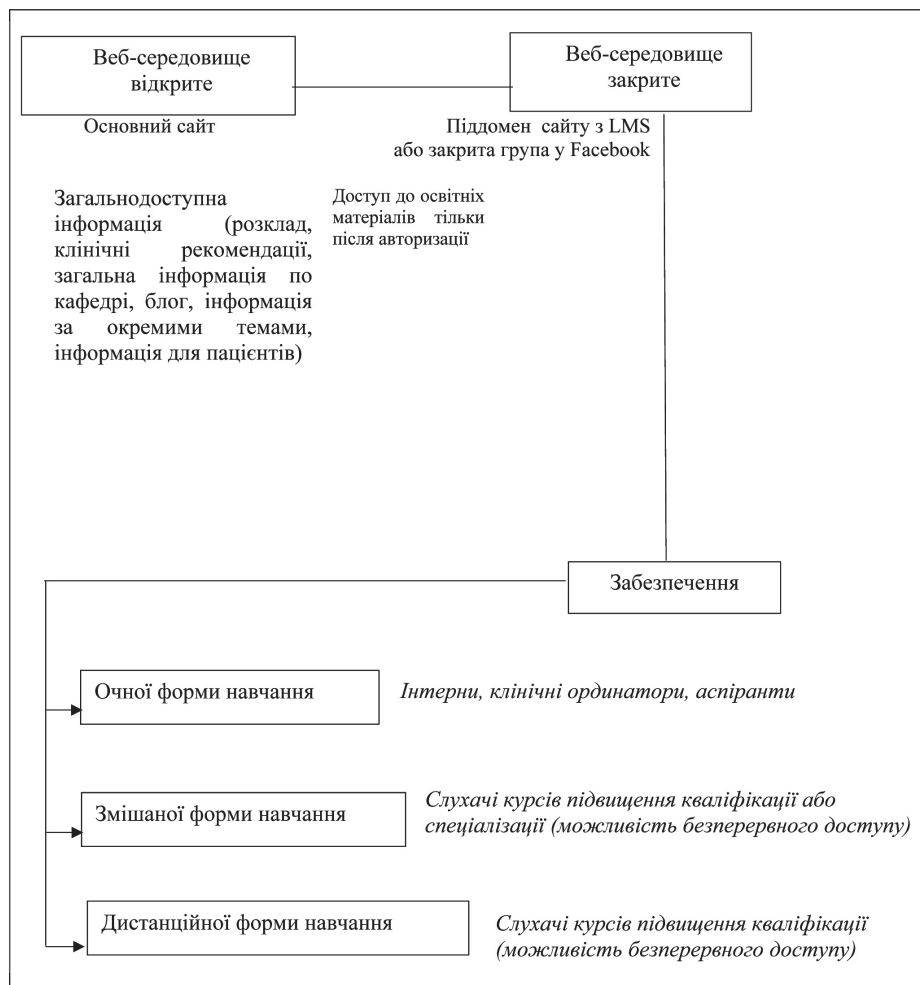 Веб-середовище
відкрите
Веб-середовище
закрите
Основний сайт
Піддомен сайту з LMS
або закрита група у Facebook
Загальнодоступна
інформація (розклад,
клінічні рекомендації,
загальна інформація по
кафедрі, блог, інформація
за окремими темами,
інформація для пацієнтів)
Доступ до освітніх
матеріалів тільки
після авторизації
Забезпечення
Очної форми навчання
Інтерни, клінічні ординатори, аспіранти
Змішаної форми навчання
Слухачі курсів підвищення кваліфікації або
спеціалізації (можливість безперервного доступу)
Дистанційної форми навчання
Слухачі курсів підвищення кваліфікації
(можливість безперервного доступу)